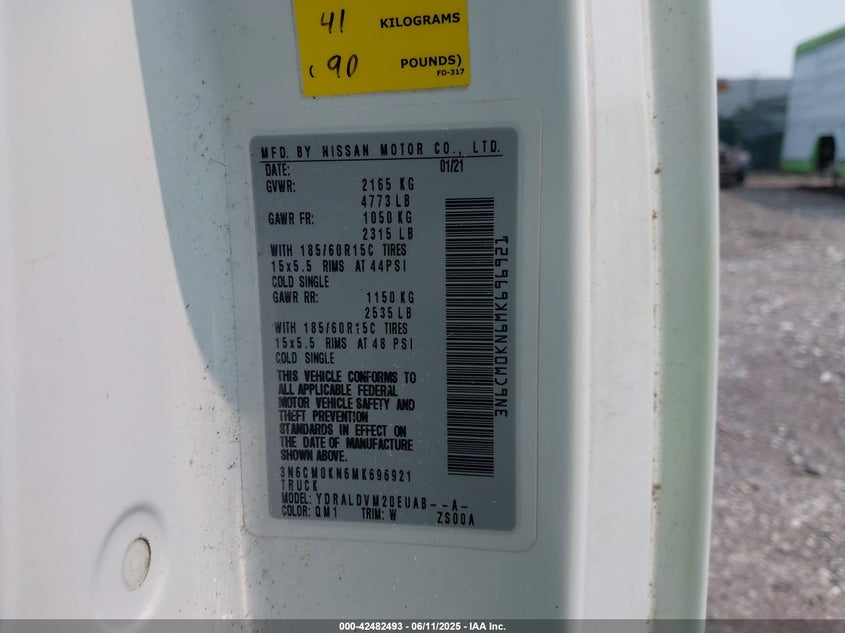 41 KILOGRAMS
(90 POUNDS)
FD-317
MFD. BY NISSAN MOTOR CO., LTD.
DATE: 01/21
GVWR: 2165 KG
4773 LB
GAWR FR: 1050 KG
2315 LB
WITH 185/60R15C TIRES
15x5.5 RIMS AT 44PSI
COLD SINGLE
GAWR RR: 1150 KG
2535 LB
WITH 185/60R15C TIRES
15x5.5 RIMS AT 48 PSI
COLD SINGLE
THIS VEHICLE CONFORMS TO
ALL APPLICABLE FEDERAL
MOTOR VEHICLE SAFETY AND
THEFT PREVENTION
STANDARDS IN EFFECT ON
THE DATE OF MANUFACTURE
SHOWN ABOVE.
3N6CM0KN6MK696921
TRUCK
MODEL: YDRALDVM20EUAB--A-
COLOR: QM1 TRIM: W ZS00A
3N6CM0KN6MK696921
000-42482493 - 06/11/2025 - IAA Inc.